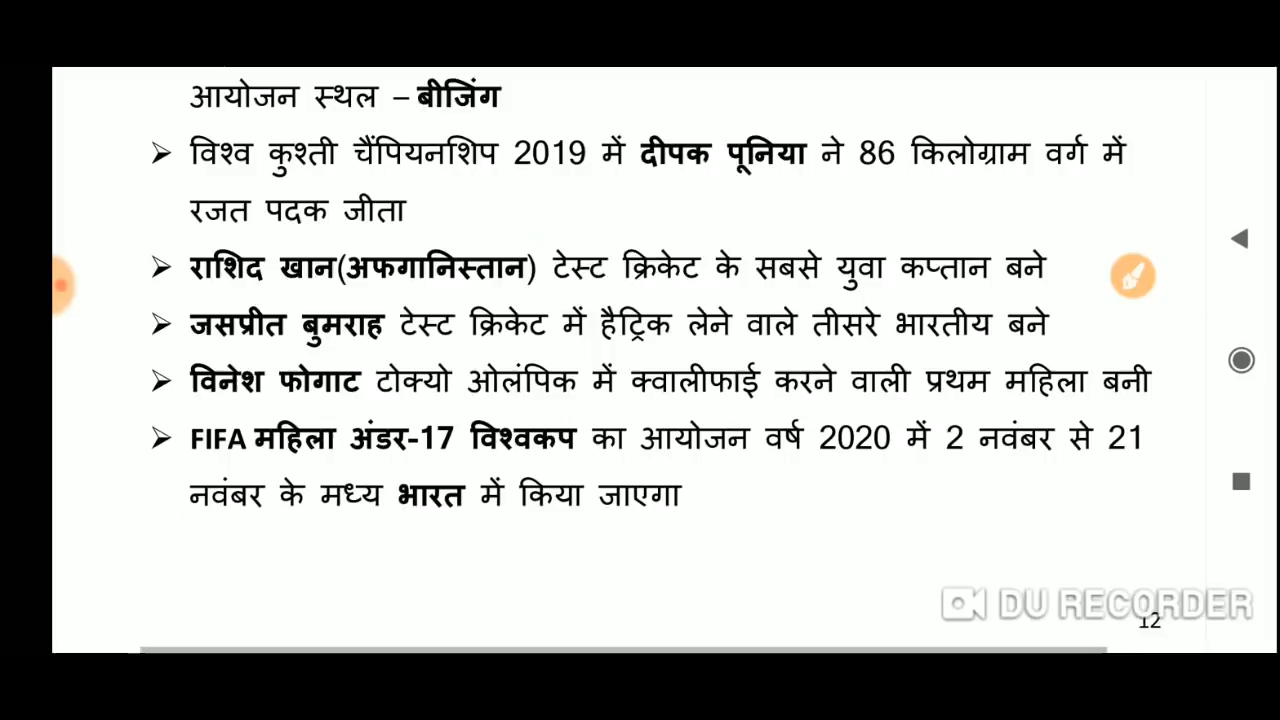 आयोजन स्थल – बीजिंग
➢ विश्व कुश्ती चैंपियनशिप 2019 में दीपक पूनिया ने 86 किलोग्राम वर्ग में
रजत पदक जीता
➢ राशिद खान(अफगानिस्तान) टेस्ट क्रिकेट के सबसे युवा कप्तान बने
➢ जसप्रीत बुमराह टेस्ट क्रिकेट में हैट्रिक लेने वाले तीसरे भारतीय बने
➢ विनेश फोगाट टोक्यो ओलंपिक में क्वालीफाई करने वाली प्रथम महिला बनी
➢ FIFA महिला अंडर-17 विश्वकप का आयोजन वर्ष 2020 में 2 नवंबर से 21
नवंबर के मध्य भारत में किया जाएगा
DU RECORDER
12